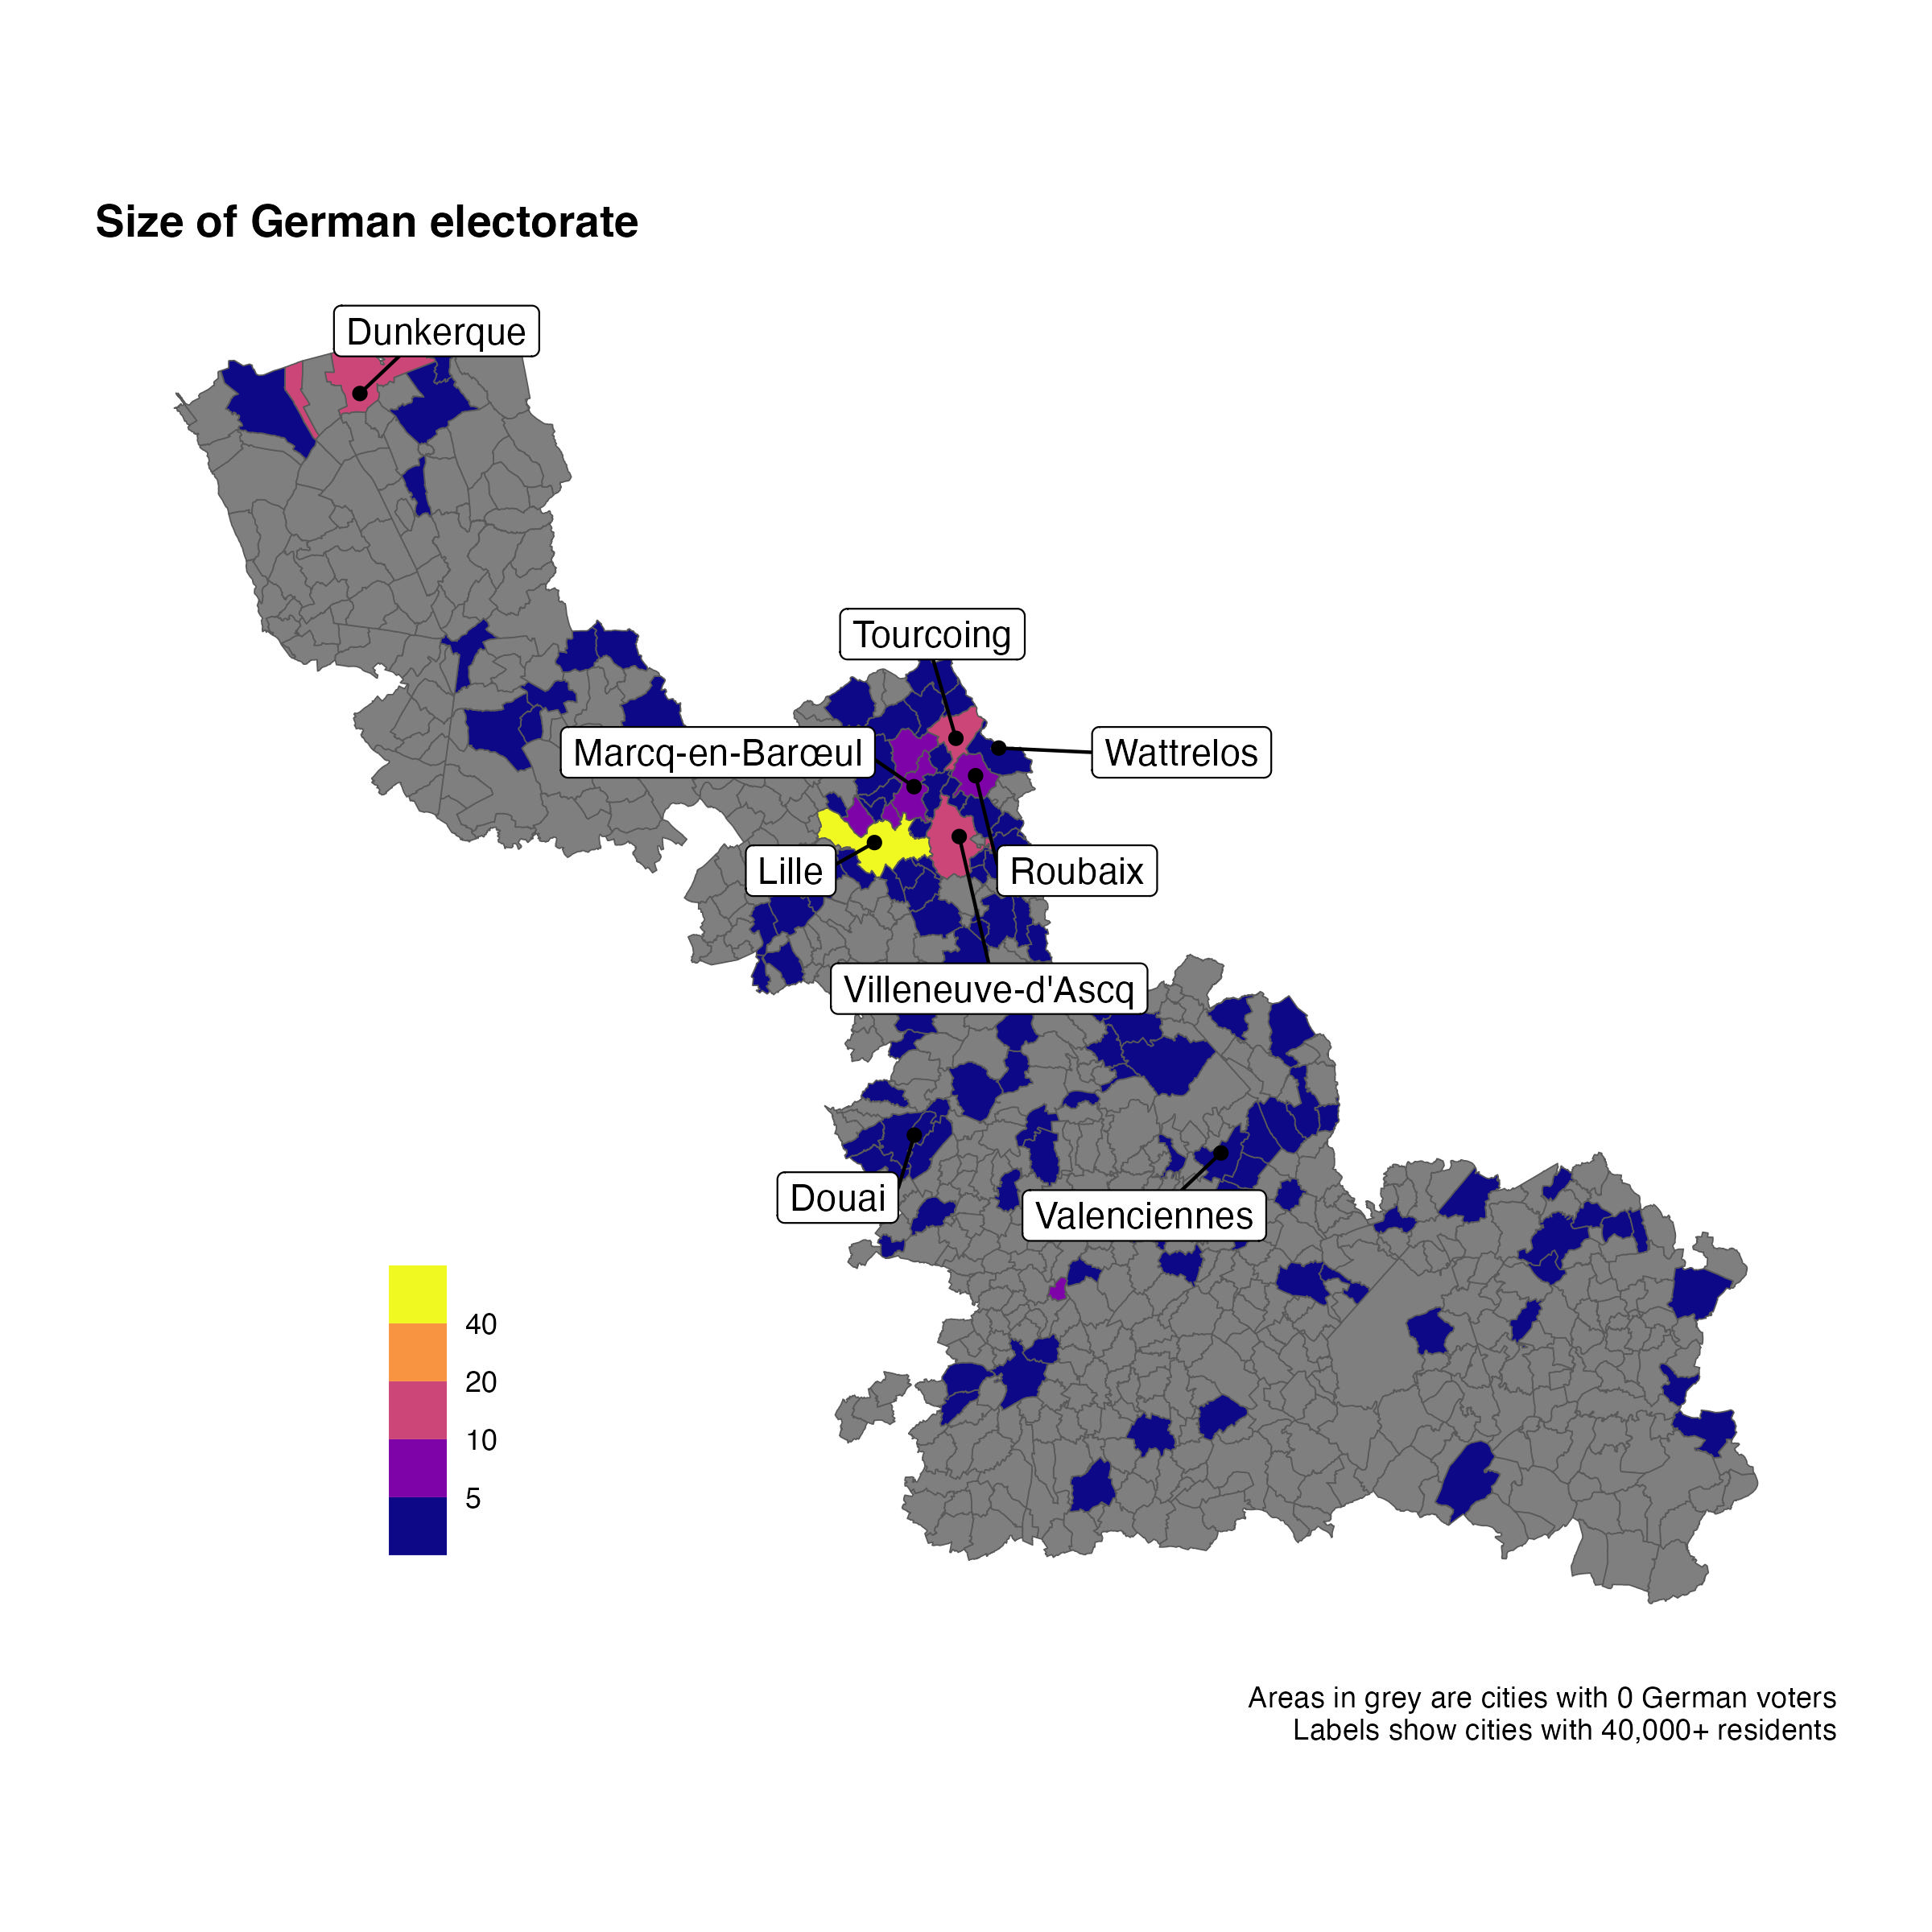 Size of German electorate
Dunkerque
Tourcoing
Marcq-en-Barœul
Wattrelos
Lille
Roubaix
Villeneuve-d'Ascq
Douai
Valenciennes
40
20
10
5
Areas in grey are cities with 0 German voters
Labels show cities with 40,000+ residents